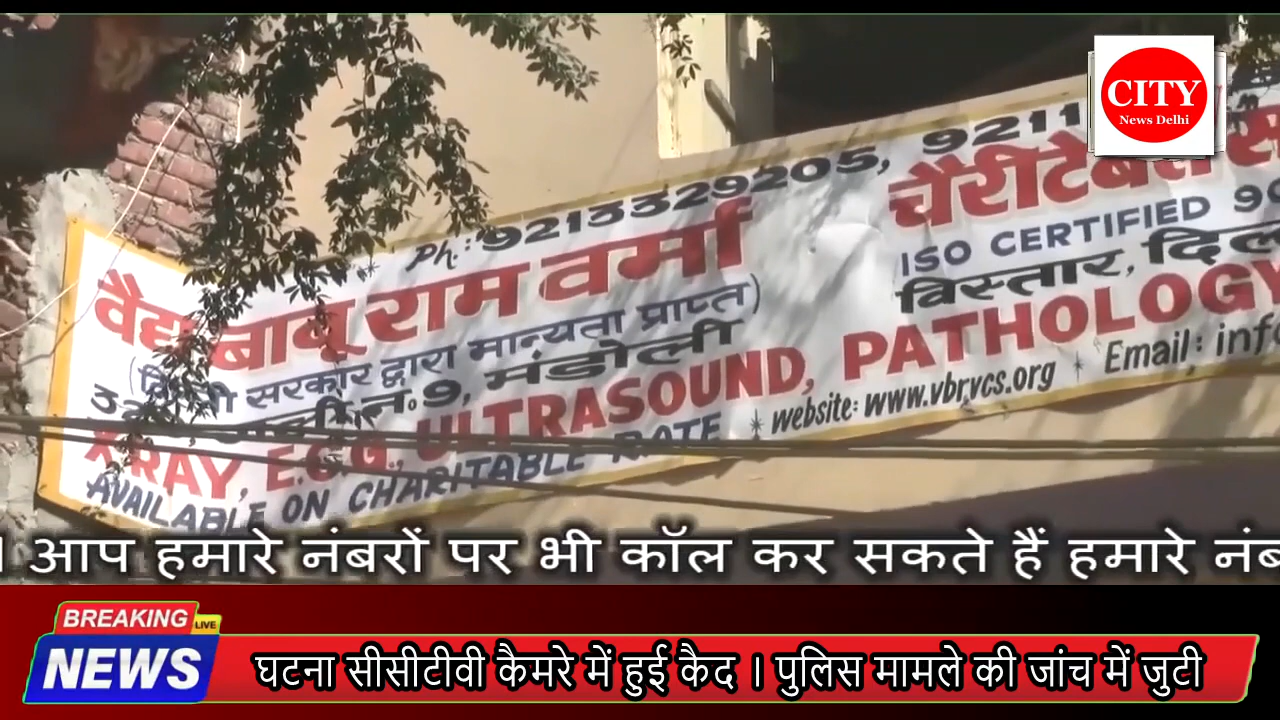 CITY
News Delhi
Ph.: 9213329205, 9211
वैद्य बाबू राम वर्मा
चैरीटेबल
(दिल्ली सरकार द्वारा मान्यता प्राप्त)
ISO CERTIFIED 90
गली नं. 9, मंडोली
विस्तार, दिल
X-RAY, E.C.G., ULTRASOUND, PATHOLOGY
AVAILABLE ON CHARITABLE RATE
website: www.vbrvcs.org
Email: inf
। आप हमारे नंबरों पर भी कॉल कर सकते हैं हमारे नंब
BREAKING
LIVE
NEWS
घटना सीसीटीवी कैमरे में हुई कैद । पुलिस मामले की जांच में जुटी